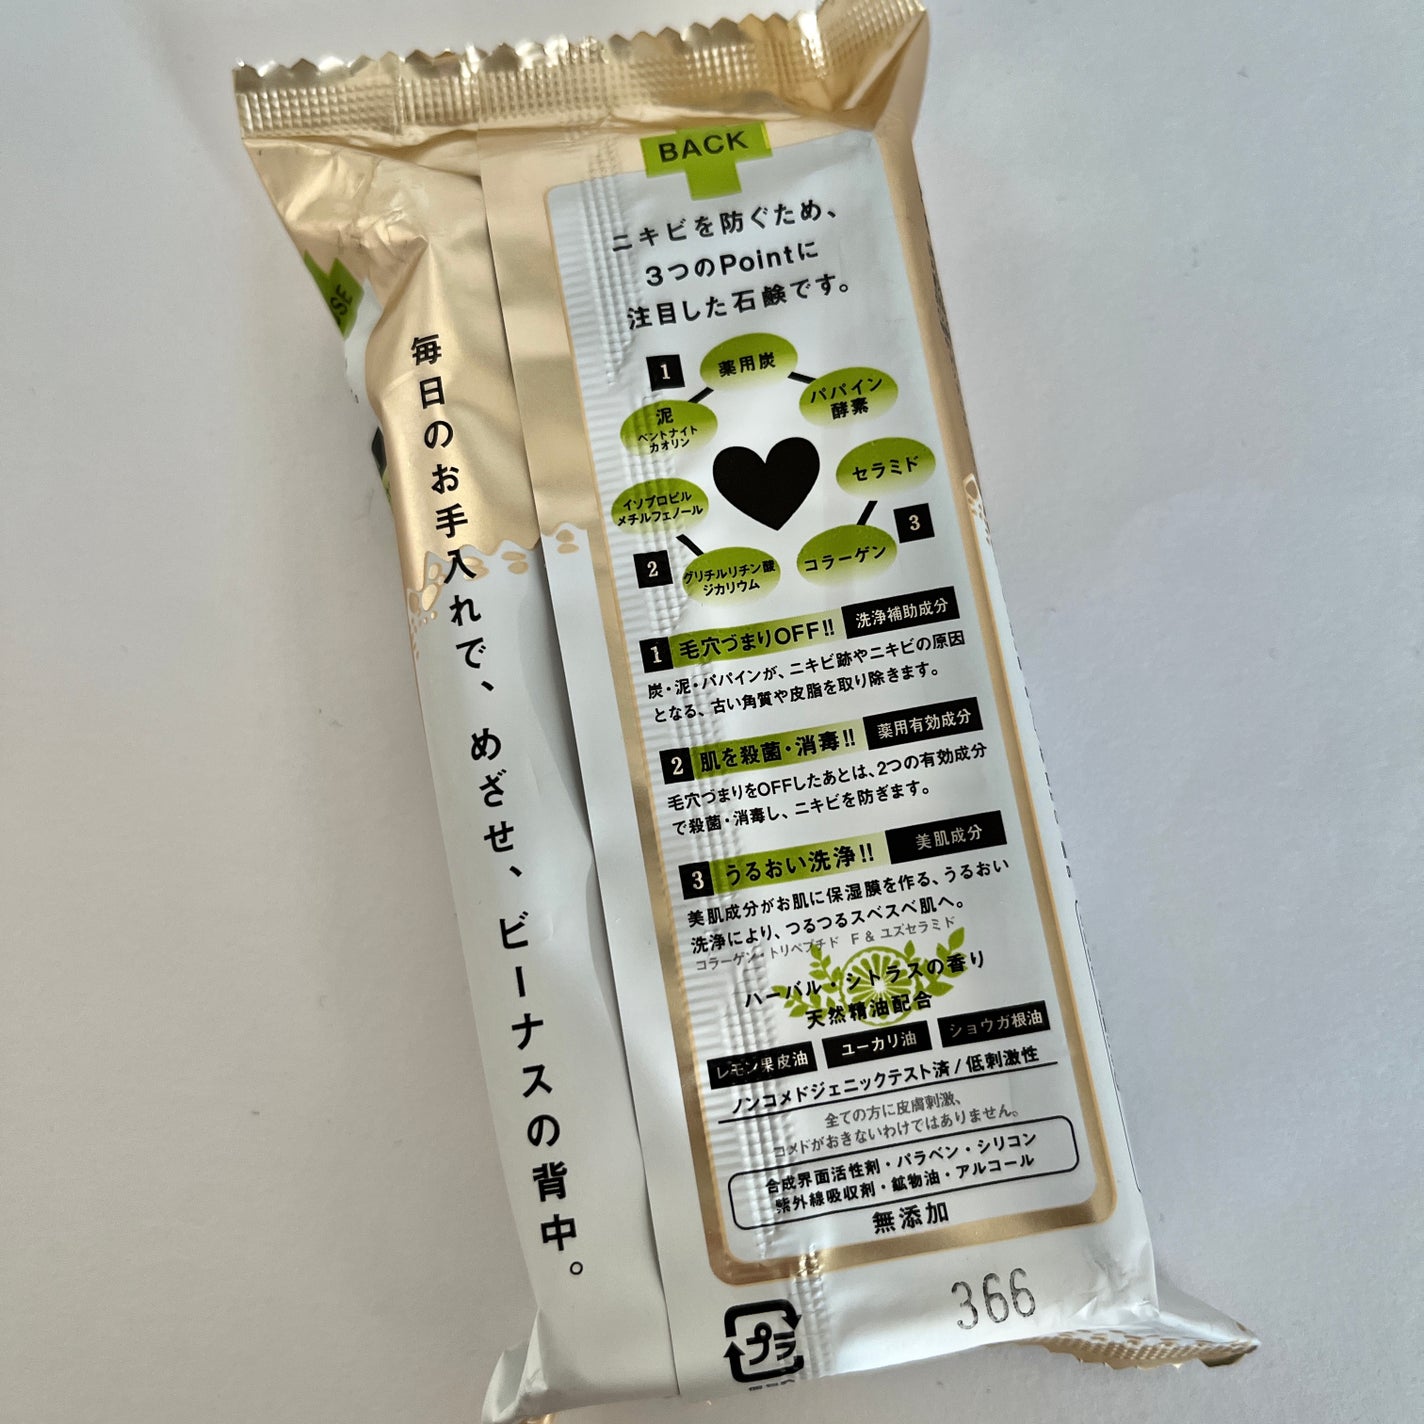 BACK
ニキビを防ぐため、
3つのPointに
注目した石鹸です。
1
薬用炭
パパイン
酵素
泥
ベントナイト
カオリン
セラミド
イソプロピル
メチルフェノール
3
コラーゲン
2
グリチルリチン酸
ジカリウム
1 毛穴づまりOFF!! 洗浄補助成分
炭・泥・パパインが、ニキビ跡やニキビの原因
となる、古い角質や皮脂を取り除きます。
2 肌を殺菌・消毒!! 薬用有効成分
毛穴づまりをOFFしたあとは、2つの有効成分
で殺菌・消毒し、ニキビを防ぎます。
3 うるおい洗浄!! 美肌成分
美肌成分がお肌に保湿膜を作る、うるおい
洗浄により、つるつるスベスベ肌へ。
コラーゲン・トリペプチド F & ユズセラミド
ハーバル・シトラスの香り
天然精油配合
レモン果皮油 ユーカリ油 ショウガ根油
ノンコメドジェニックテスト済/低刺激性
全ての方に皮膚刺激、
コメドがおきないわけではありません。
合成界面活性剤・パラベン・シリコン
紫外線吸収剤・鉱物油・アルコール
無添加
366
プラ
毎日のお手入れで、めざせ、ビーナスの背中。
SE